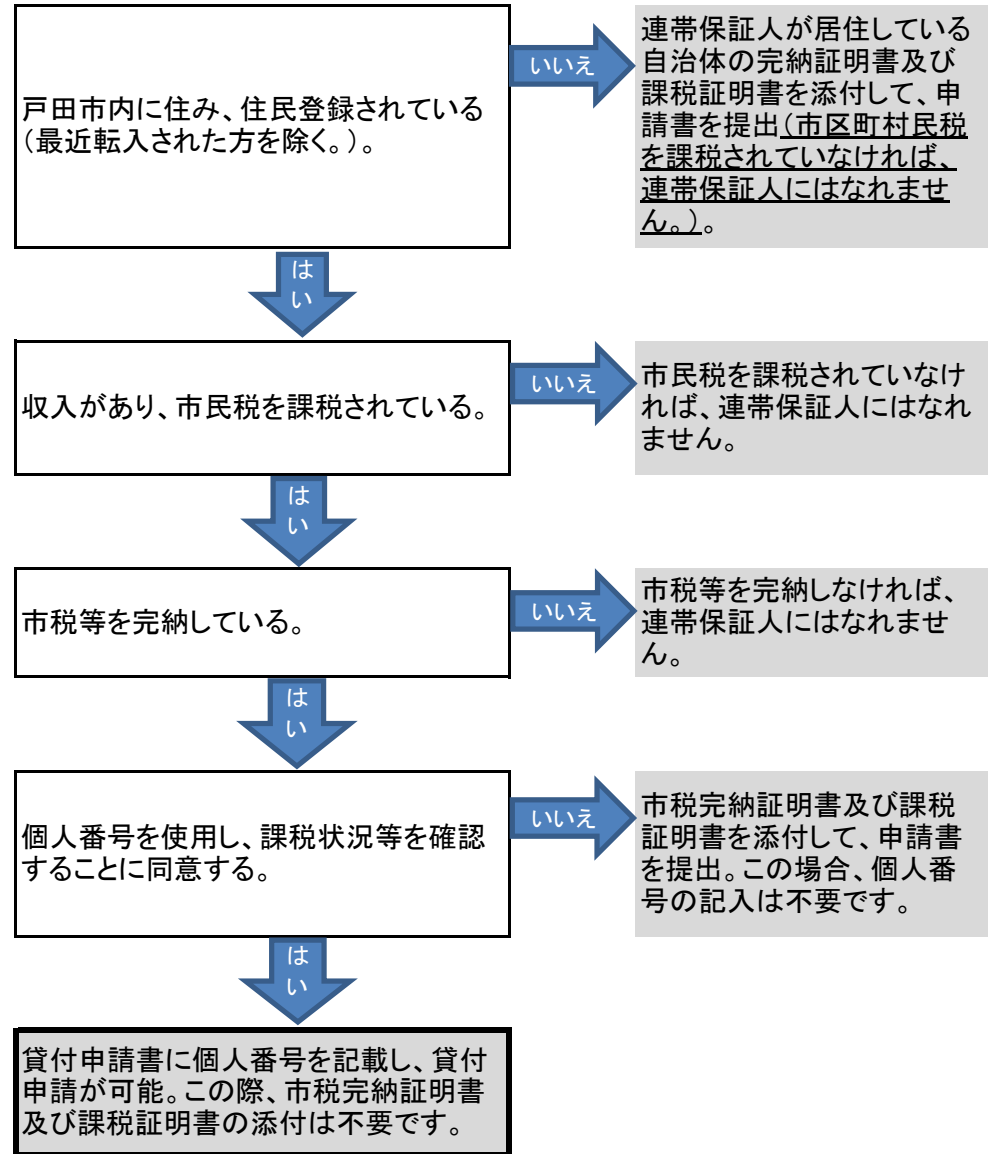 戸田市内に住み、住民登録されている
（最近転入された方を除く。）。
いいえ
連帯保証人が居住している
自治体の完納証明書及び
課税証明書を添付して、申
請書を提出（市区町村民税
を課税されていなければ、
連帯保証人にはなれませ
ん。）。
は
い
収入があり、市民税を課税されている。
いいえ
市民税を課税されていなけ
れば、連帯保証人にはなれ
ません。
は
い
市税等を完納している。
いいえ
市税等を完納しなければ、
連帯保証人にはなれませ
ん。
は
い
個人番号を使用し、課税状況等を確認
することに同意する。
いいえ
市税完納証明書及び課税
証明書を添付して、申請書
を提出。この場合、個人番
号の記入は不要です。
は
い
貸付申請書に個人番号を記載し、貸付
申請が可能。この際、市税完納証明書
及び課税証明書の添付は不要です。